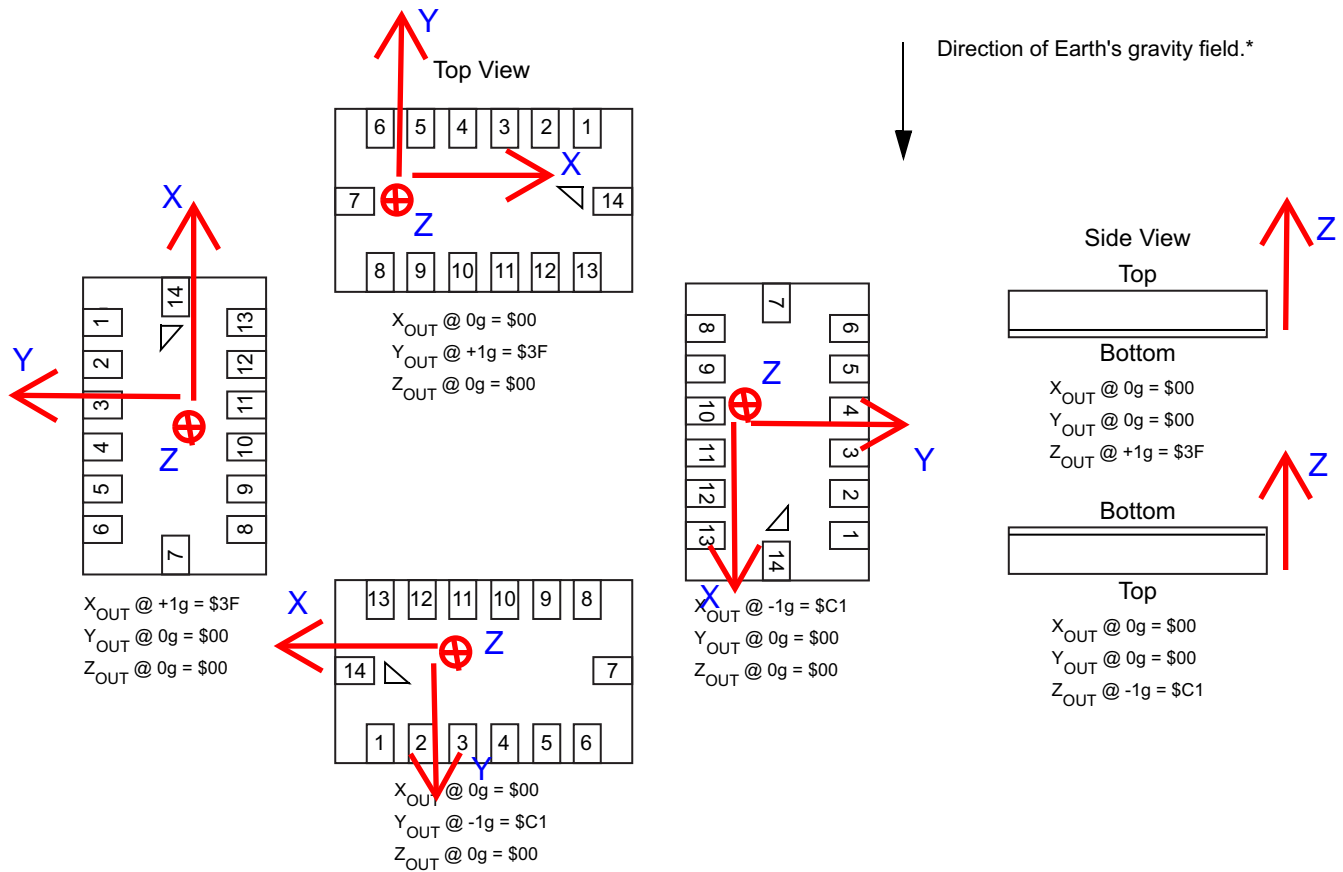 Y
Top View
Direction of Earth's gravity field.*
6 5 4 3 2 1
X
7 14
Z
8 9 10 11 12 13
X_OUT @ 0g = $00
Y_OUT @ +1g = $3F
Z_OUT @ 0g = $00
X
14
1 13
2 12
Y
3 11
4 10
Z
5 9
6 8
7
X_OUT @ +1g = $3F
Y_OUT @ 0g = $00
Z_OUT @ 0g = $00
13 12 11 10 9 8
X
Z
14 7
1 2 3 4 5 6
Y
X_OUT @ 0g = $00
Y_OUT @ -1g = $C1
Z_OUT @ 0g = $00
7
8 6
9 5
Z
10 4
11 3
Y
12 2
13 1
14
X
X_OUT @ -1g = $C1
Y_OUT @ 0g = $00
Z_OUT @ 0g = $00
Side View
Z
Top
Bottom
X_OUT @ 0g = $00
Y_OUT @ 0g = $00
Z_OUT @ +1g = $3F
Z
Bottom
Top
X_OUT @ 0g = $00
Y_OUT @ 0g = $00
Z_OUT @ -1g = $C1